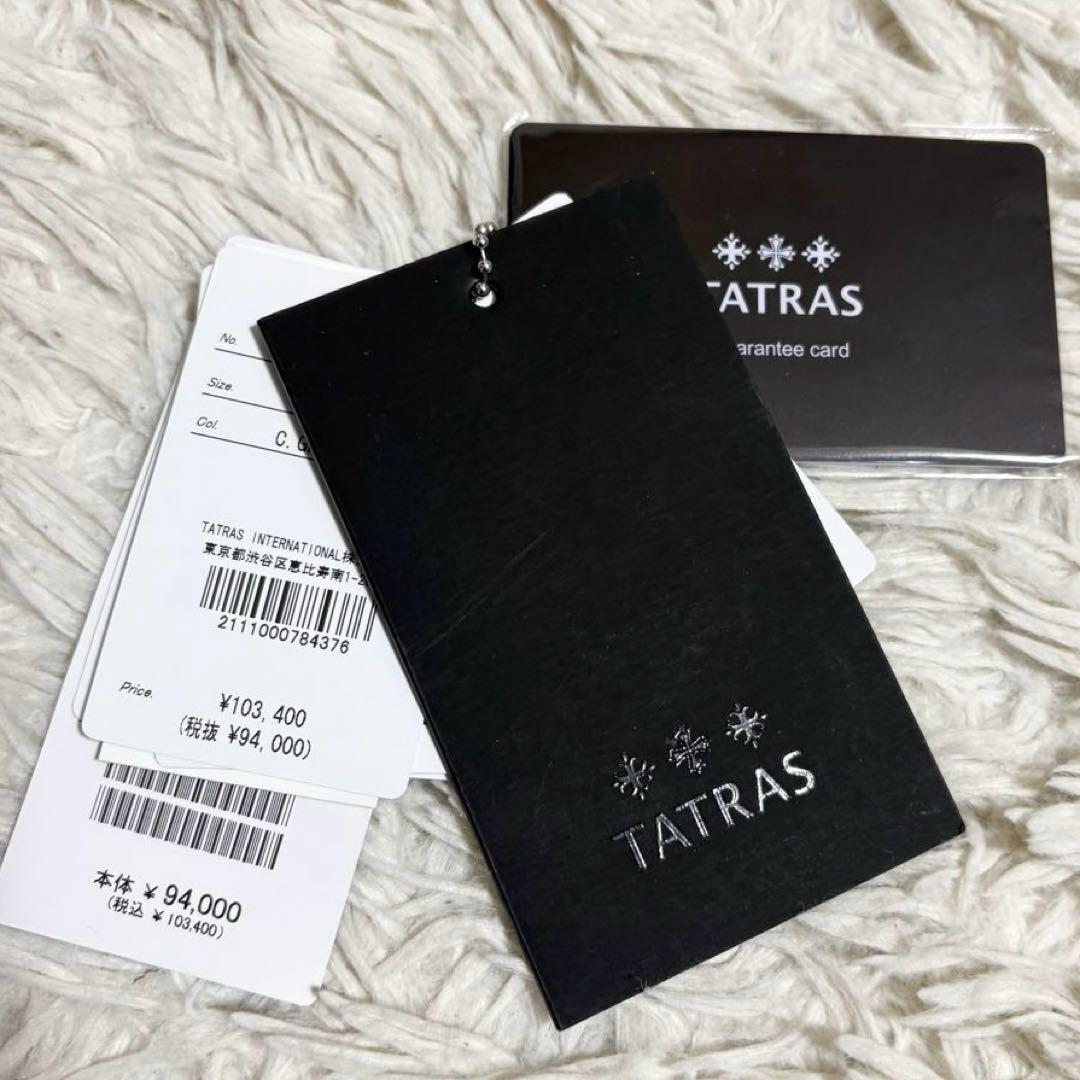 No.
Size.
Col.
TATRAS INTERNATIONAL株
東京都渋谷区恵比寿南1-
2111000784376
Price.
¥103,400
(税抜 ¥94,000)
本体 ¥ 94,000
(税込 ¥ 103,400)
TATRAS
arantee card
TATRAS